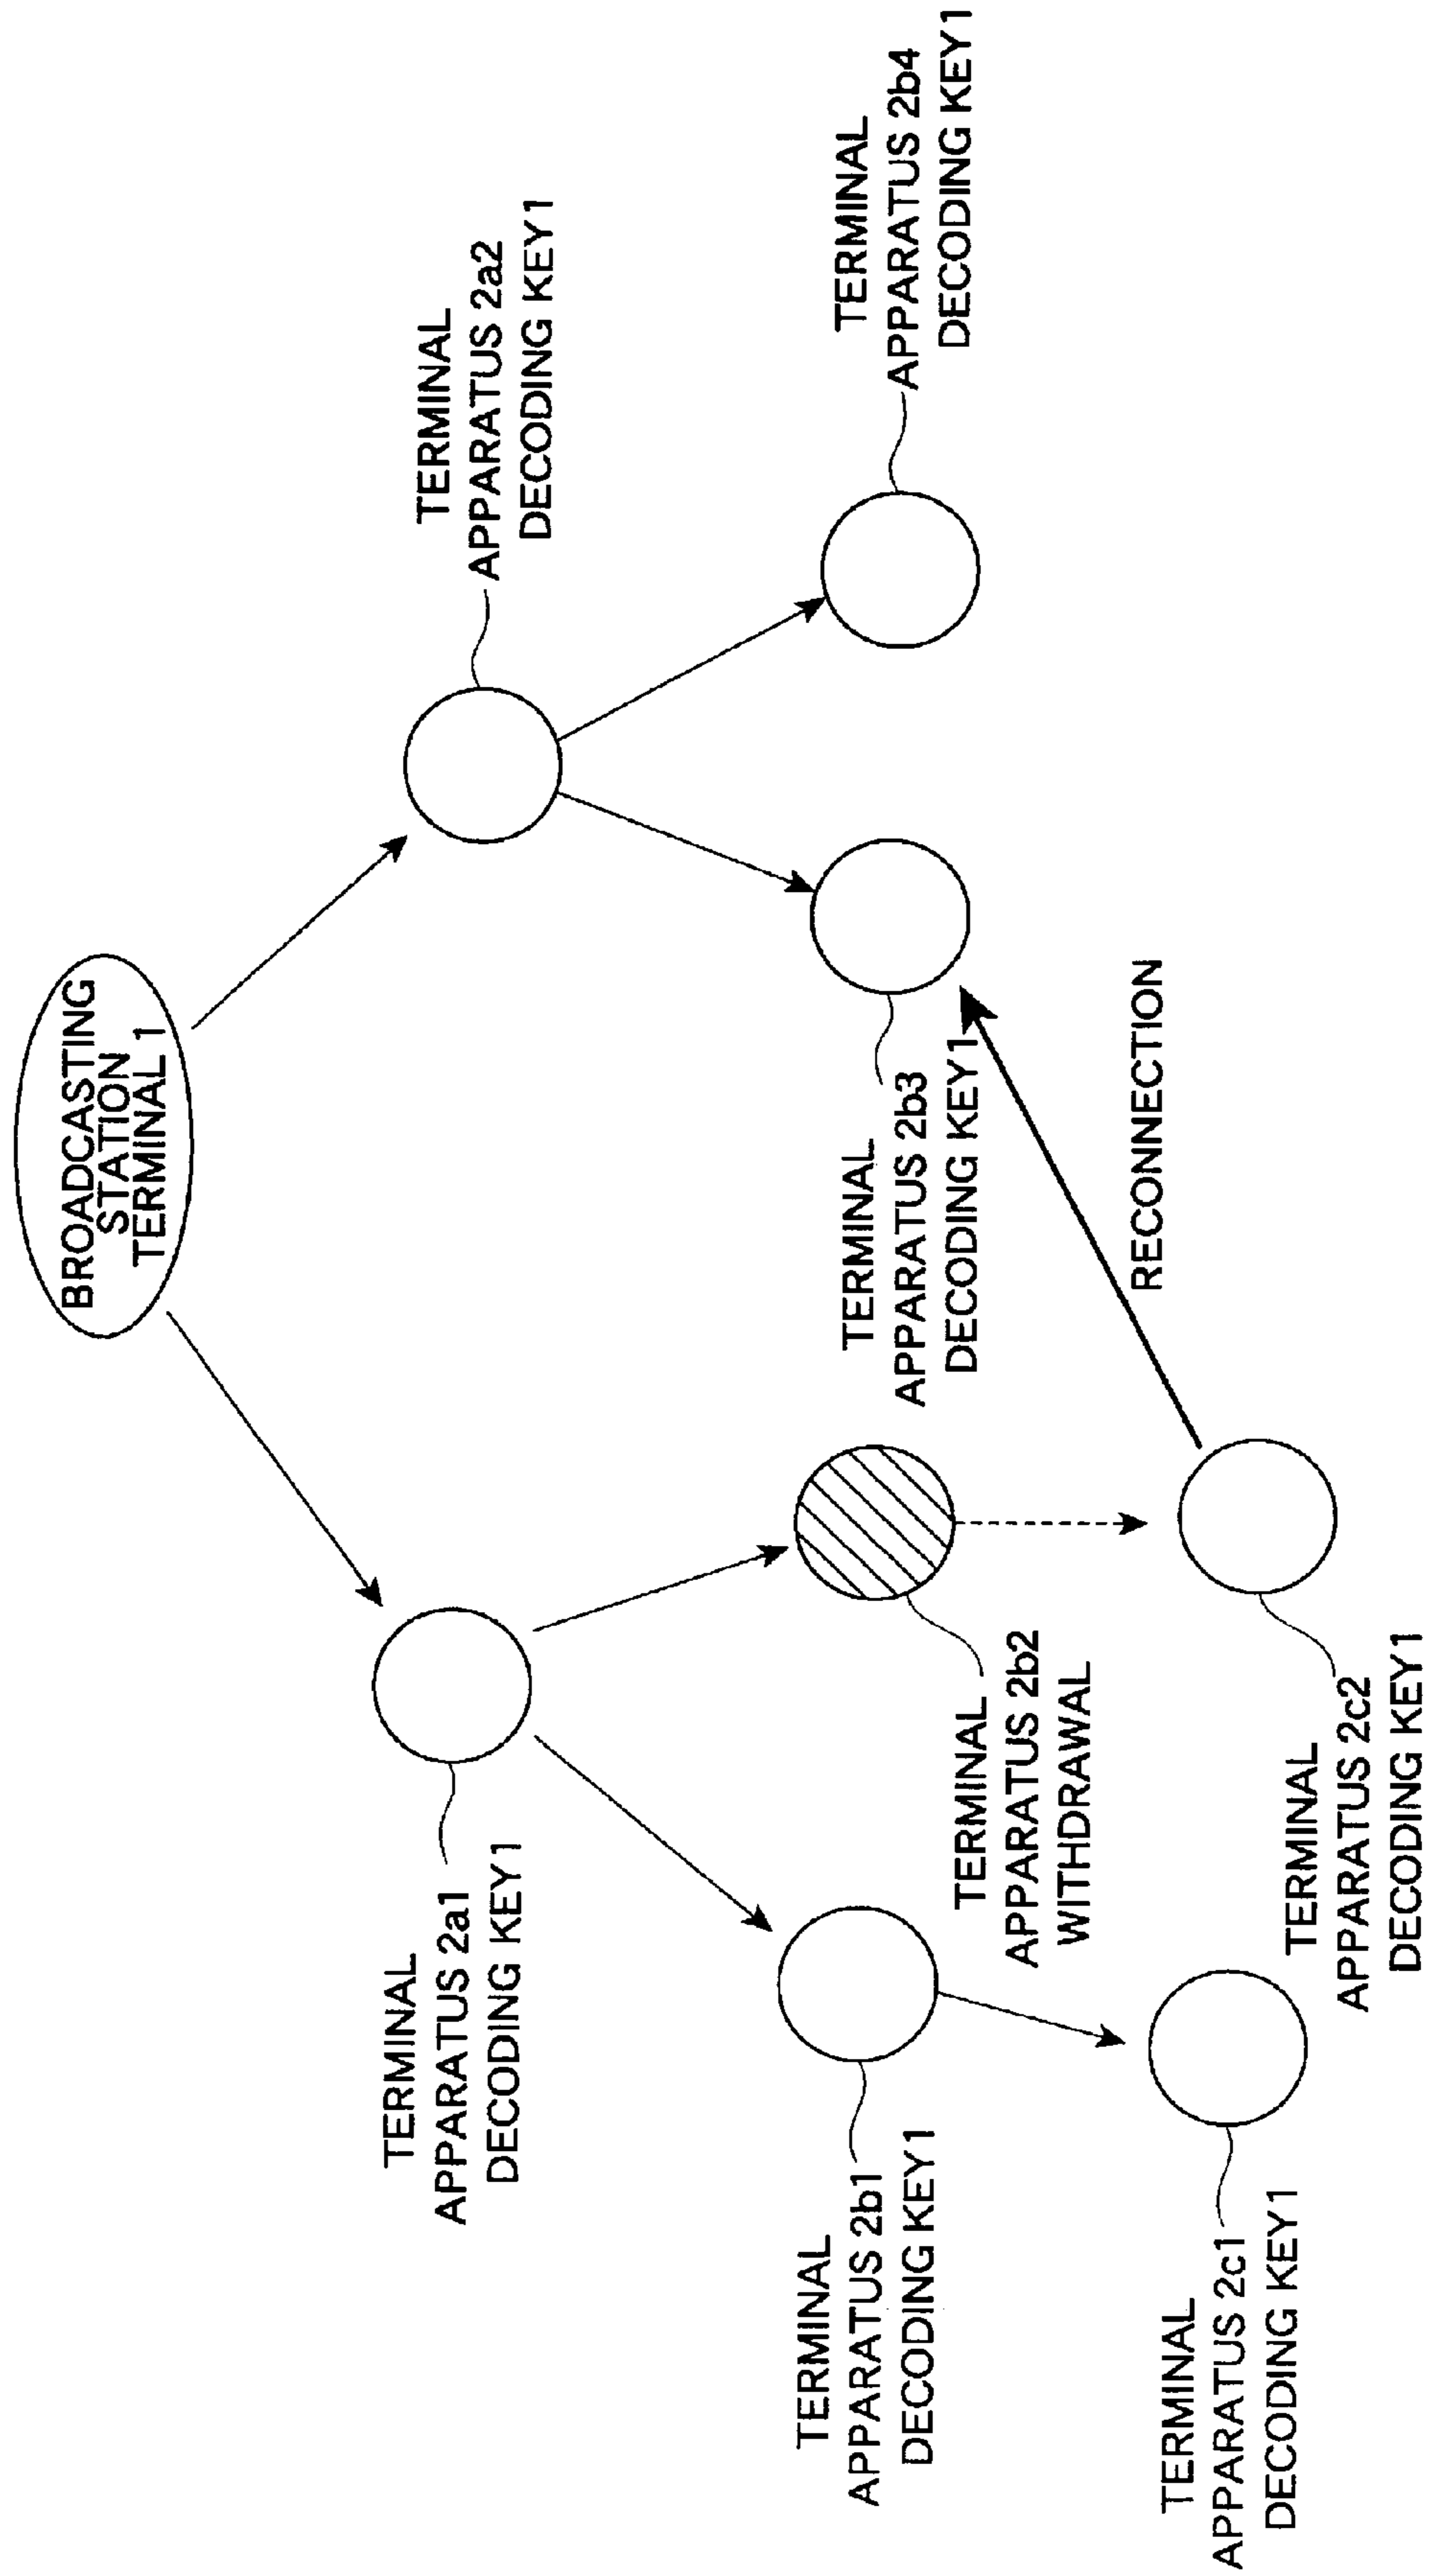 BROADCASTING
STATION
TERMINAL 1
TERMINAL
APPARATUS 2a1
DECODING KEY1
TERMINAL
APPARATUS 2a2
DECODING KEY1
TERMINAL
APPARATUS 2b1
DECODING KEY1
TERMINAL
APPARATUS 2b2
WITHDRAWAL
TERMINAL
APPARATUS 2b3
DECODING KEY1
TERMINAL
APPARATUS 2b4
DECODING KEY1
RECONNECTION
TERMINAL
APPARATUS 2c1
DECODING KEY1
TERMINAL
APPARATUS 2c2
DECODING KEY1